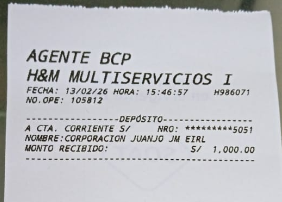 AGENTE BCP
H&M MULTISERVICIOS I
FECHA: 13/02/26 HORA: 15:46:57 H986071
NO.OPE: 105812
--------------------DEPÓSITO--------------------
A CTA. CORRIENTE S/ NRO: *********5051
NOMBRE:CORPORACION JUANJO JM EIRL
MONTO RECIBIDO: S/ 1,000.00